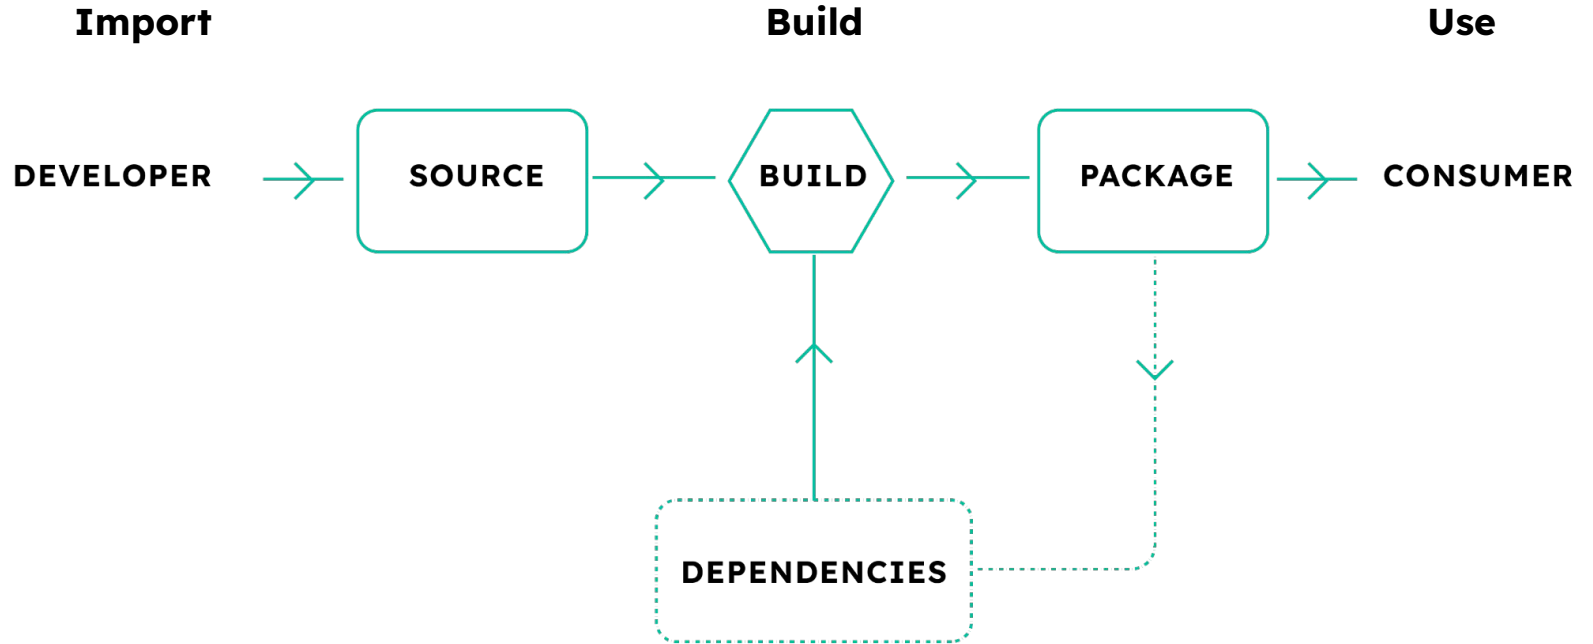 Import
Build
Use
DEVELOPER
SOURCE
BUILD
PACKAGE
CONSUMER
DEPENDENCIES